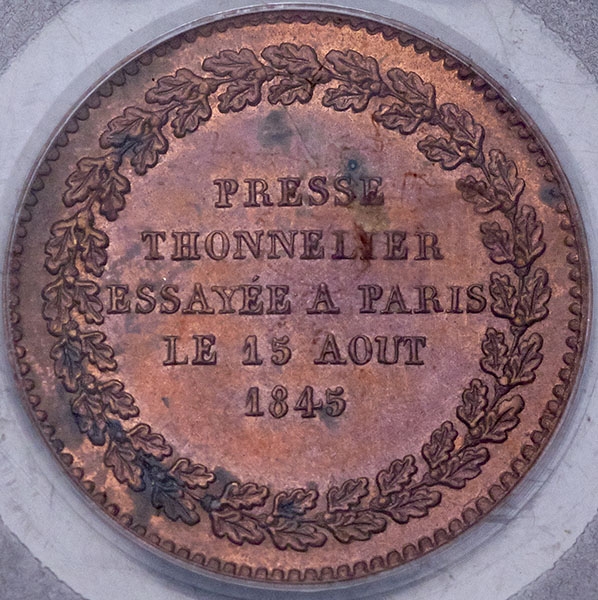 PRESSE
THONNELIER
ESSAYÉE A PARIS
LE 15 AOUT
1845